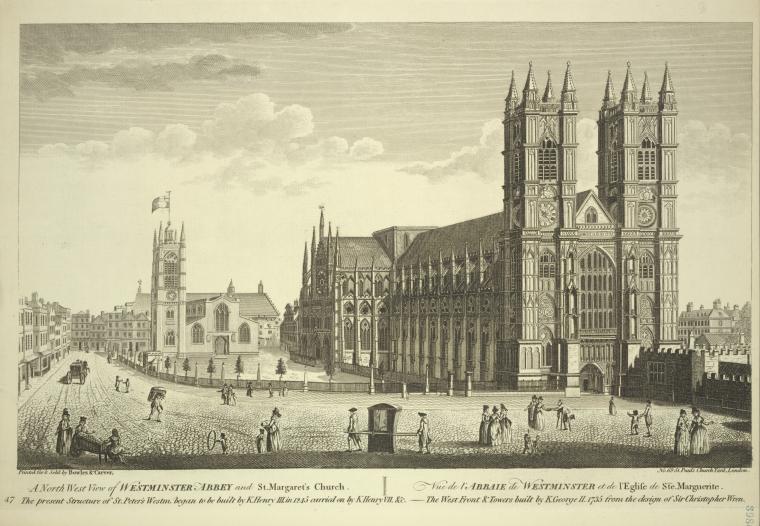 Printed for & Sold by Bowles & Carver,
No. 69 St. Pauls Church Yard, London.
A North West View of WESTMINSTER ABBEY and St. Margaret's Church.
Vue de l'ABBAIE de WESTMINSTER et de l'Eglise de Ste. Marguerite.
47 The present Structure of St. Peter's Westmr. began to be built by K. Henry III. in 1245 carried on by K. Henry VII. &c. — The West Front & Towers built by K. George II. 1735 from the design of Sir Christopher Wren.